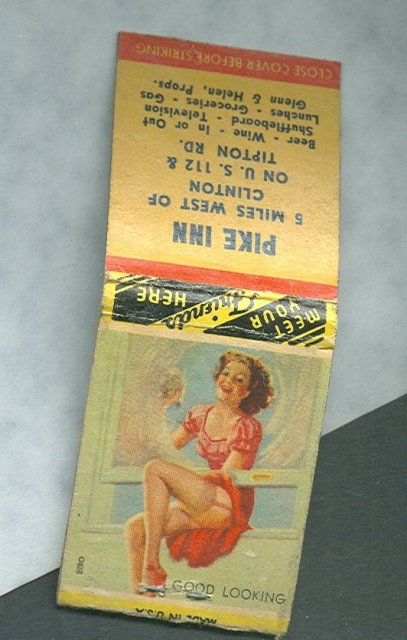 CLOSE COVER BEFORE STRIKING
PIKE INN
5 MILES WEST OF
CLINTON
ON U.S. 112 &
TIPTON RD.
Beer - Wine - In or Out
Shuffleboard - Television
Lunches - Groceries - Gas
Glenn & Helen, Props.
MEET
YOUR
Friends
HERE
GOOD LOOKING
MADE IN U.S.A.